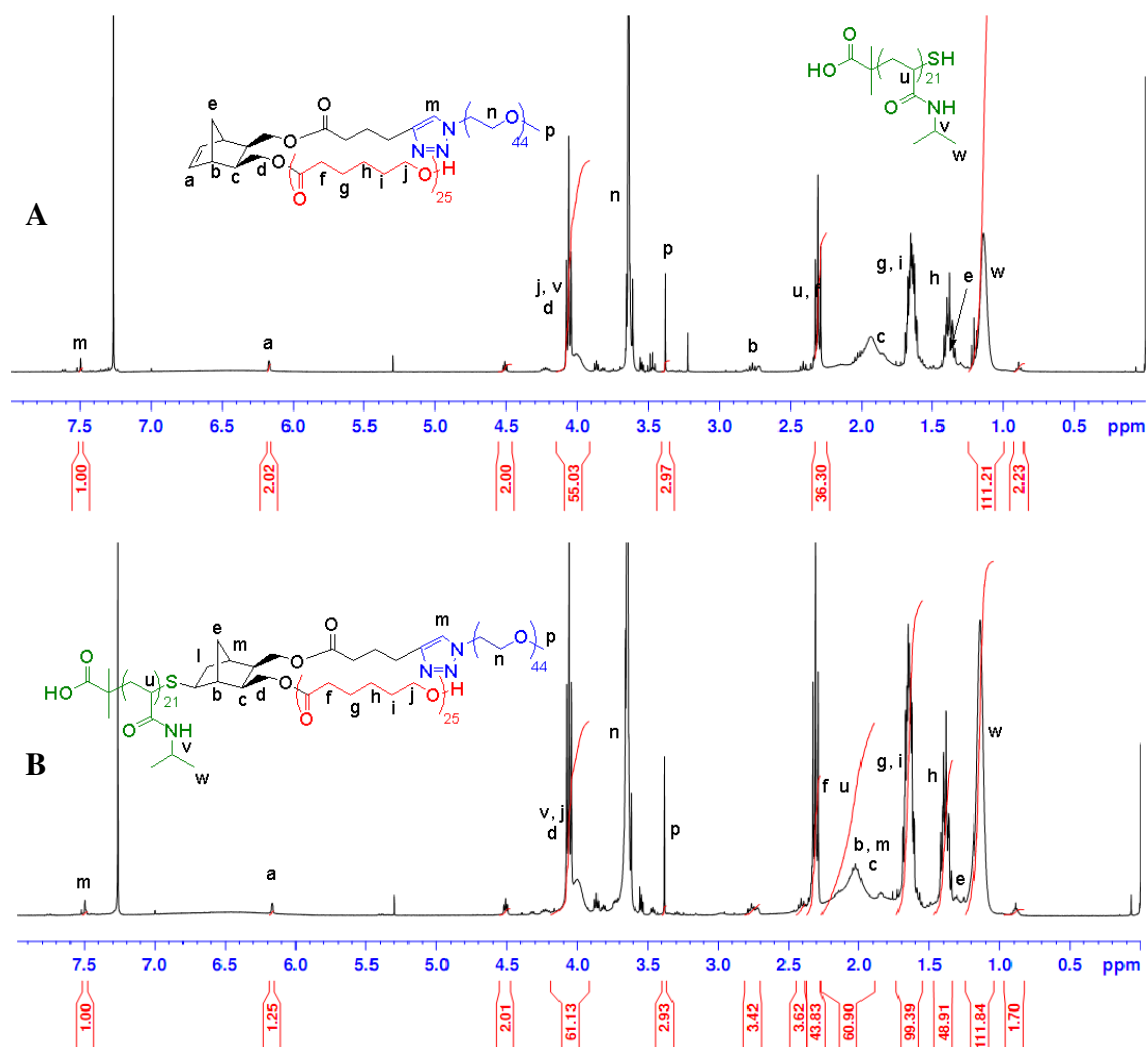 e
O
m
n
O
N
N
N
O
44
p
O
H
O
O
25
a
b
c
d
f
g
h
i
j
O
HO
SH
u
21
O
NH
v
w
A
n
p
j, v
d
u,
g, i
h
e
w
m
a
b
c
7.5 7.0 6.5 6.0 5.5 5.0 4.5 4.0 3.5 3.0 2.5 2.0 1.5 1.0 0.5 ppm
1.00 2.02 2.00 55.03 2.97 36.30 111.21 2.23
e
m
l
O
O
m
n
O
N
N
N
O
44
p
O
H
O
25
O
HO
u
21
S
b
c
d
f
g
h
i
j
O
NH
v
w
B
n
v, j
d
p
f u
b, m
c
g, i
h
e
w
m
a
7.5 7.0 6.5 6.0 5.5 5.0 4.5 4.0 3.5 3.0 2.5 2.0 1.5 1.0 ppm
1.00 1.25 2.01 61.13 2.93 3.42 3.62 43.83 60.90 99.39 48.91 111.84 1.70